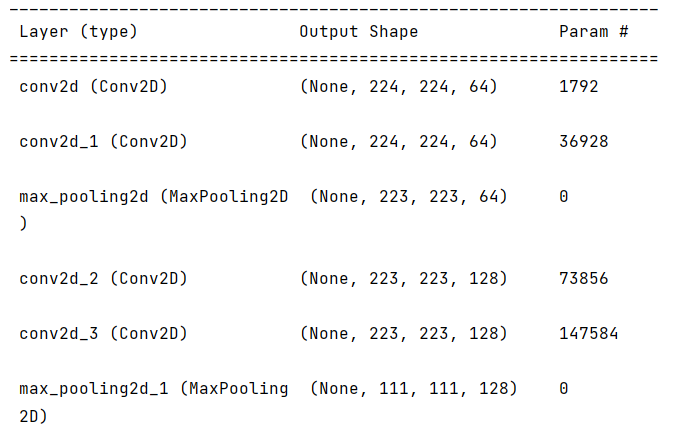 Layer (type) Output Shape Param #
=================================================================
conv2d (Conv2D) (None, 224, 224, 64) 1792
conv2d_1 (Conv2D) (None, 224, 224, 64) 36928
max_pooling2d (MaxPooling2D (None, 223, 223, 64) 0
)
conv2d_2 (Conv2D) (None, 223, 223, 128) 73856
conv2d_3 (Conv2D) (None, 223, 223, 128) 147584
max_pooling2d_1 (MaxPooling (None, 111, 111, 128) 0
2D)